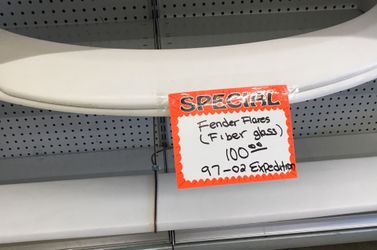 SPECIAL
Fender Flares
(Fiber glass)
100.00
97-02 Expedition